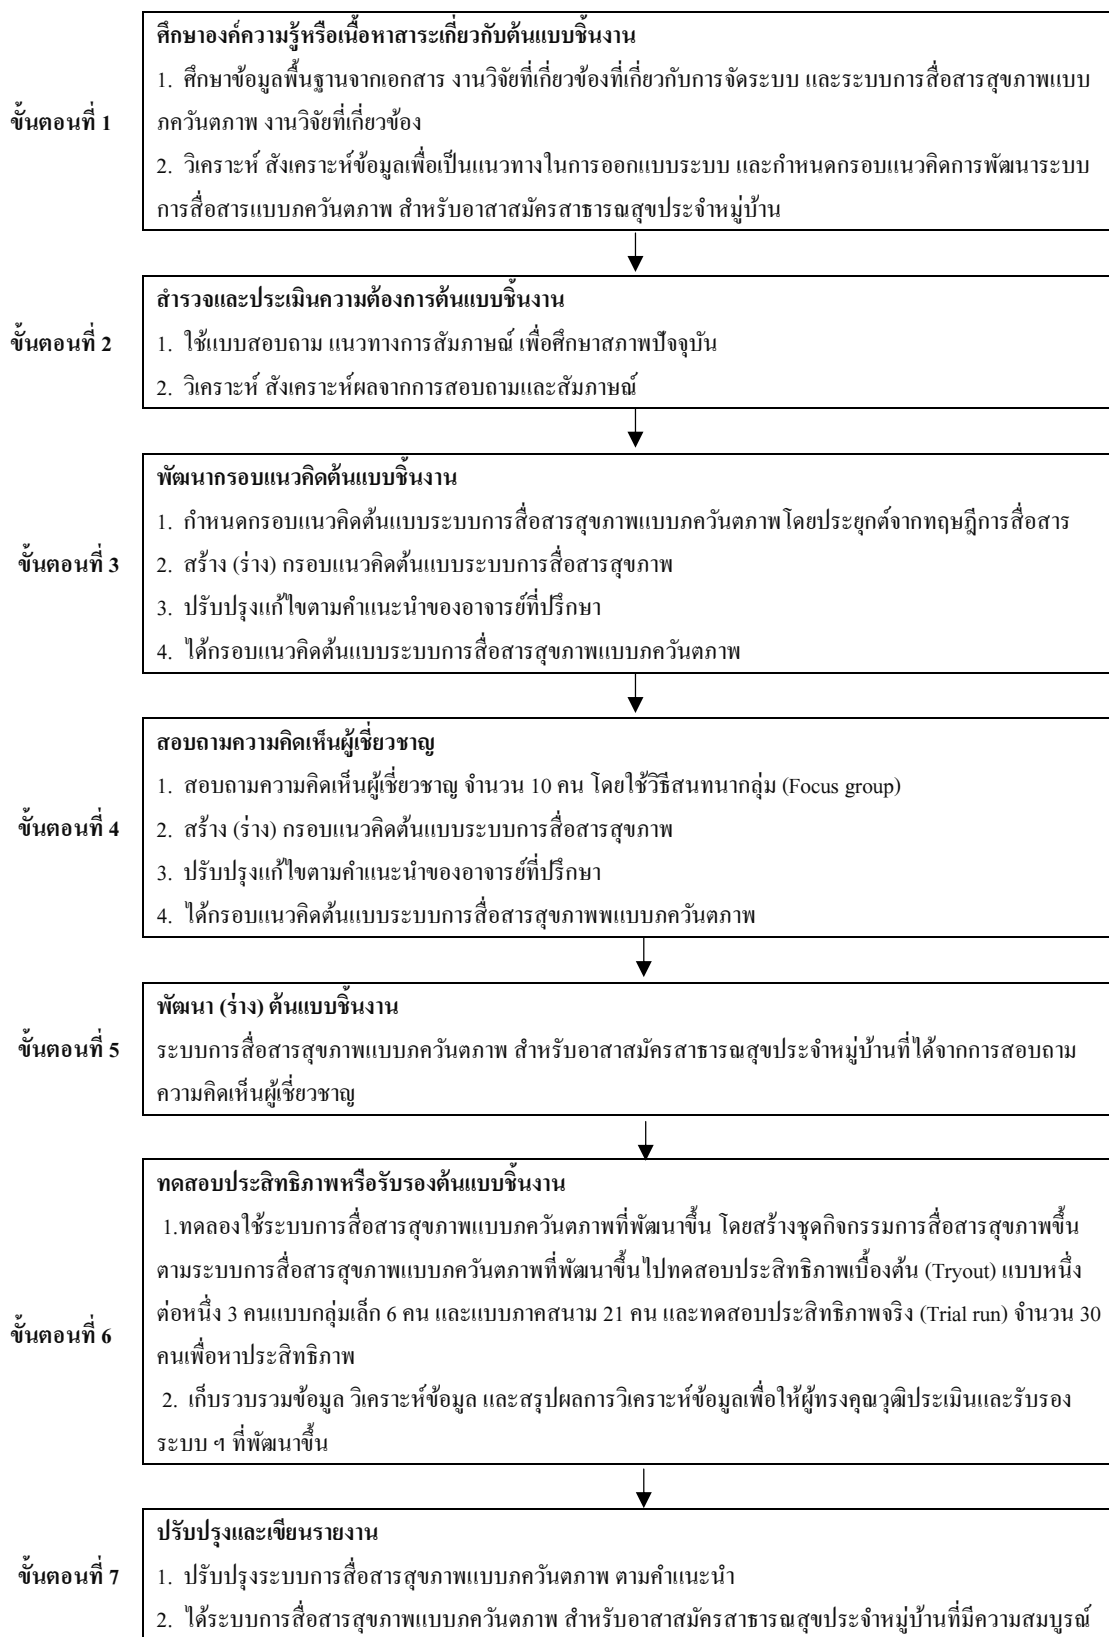 ขั้นตอนที่ 1
ศึกษาองค์ความรู้หรือเนื้อหาสาระเกี่ยวกับต้นแบบชิ้นงาน
1. ศึกษาข้อมูลพื้นฐานจากเอกสาร งานวิจัยที่เกี่ยวข้องที่เกี่ยวกับการจัดระบบ และระบบการสื่อสารสุขภาพแบบ
ภควันตภาพ งานวิจัยที่เกี่ยวข้อง
2. วิเคราะห์ สังเคราะห์ข้อมูลเพื่อเป็นแนวทางในการออกแบบระบบ และกำหนดกรอบแนวคิดการพัฒนาระบบ
การสื่อสารแบบภควันตภาพ สำหรับอาสาสมัครสาธารณสุขประจำหมู่บ้าน
ขั้นตอนที่ 2
สำรวจและประเมินความต้องการต้นแบบชิ้นงาน
1. ใช้แบบสอบถาม แนวทางการสัมภาษณ์ เพื่อศึกษาสภาพปัจจุบัน
2. วิเคราะห์ สังเคราะห์ผลจากการสอบถามและสัมภาษณ์
ขั้นตอนที่ 3
พัฒนากรอบแนวคิดต้นแบบชิ้นงาน
1. กำหนดกรอบแนวคิดต้นแบบระบบการสื่อสารสุขภาพแบบภควันตภาพโดยประยุกต์จากทฤษฎีการสื่อสาร
2. สร้าง (ร่าง) กรอบแนวคิดต้นแบบระบบการสื่อสารสุขภาพ
3. ปรับปรุงแก้ไขตามคำแนะนำของอาจารย์ที่ปรึกษา
4. ได้กรอบแนวคิดต้นแบบระบบการสื่อสารสุขภาพแบบภควันตภาพ
ขั้นตอนที่ 4
สอบถามความคิดเห็นผู้เชี่ยวชาญ
1. สอบถามความคิดเห็นผู้เชี่ยวชาญ จำนวน 10 คน โดยใช้วิธีสนทนากลุ่ม (Focus group)
2. สร้าง (ร่าง) กรอบแนวคิดต้นแบบระบบการสื่อสารสุขภาพ
3. ปรับปรุงแก้ไขตามคำแนะนำของอาจารย์ที่ปรึกษา
4. ได้กรอบแนวคิดต้นแบบระบบการสื่อสารสุขภาพพแบบภควันตภาพ
ขั้นตอนที่ 5
พัฒนา (ร่าง) ต้นแบบชิ้นงาน
ระบบการสื่อสารสุขภาพแบบภควันตภาพ สำหรับอาสาสมัครสาธารณสุขประจำหมู่บ้านที่ได้จากการสอบถาม
ความคิดเห็นผู้เชี่ยวชาญ
ขั้นตอนที่ 6
ทดสอบประสิทธิภาพหรือรับรองต้นแบบชิ้นงาน
1.ทดลองใช้ระบบการสื่อสารสุขภาพแบบภควันตภาพที่พัฒนาขึ้น โดยสร้างชุดกิจกรรมการสื่อสารสุขภาพขึ้น
ตามระบบการสื่อสารสุขภาพแบบภควันตภาพที่พัฒนาขึ้นไปทดสอบประสิทธิภาพเบื้องต้น (Tryout) แบบหนึ่ง
ต่อหนึ่ง 3 คนแบบกลุ่มเล็ก 6 คน และแบบภาคสนาม 21 คน และทดสอบประสิทธิภาพจริง (Trial run) จำนวน 30
คนเพื่อหาประสิทธิภาพ
2. เก็บรวบรวมข้อมูล วิเคราะห์ข้อมูล และสรุปผลการวิเคราะห์ข้อมูลเพื่อให้ผู้ทรงคุณวุฒิประเมินและรับรอง
ระบบ ฯ ที่พัฒนาขึ้น
ขั้นตอนที่ 7
ปรับปรุงและเขียนรายงาน
1. ปรับปรุงระบบการสื่อสารสุขภาพแบบภควันตภาพ ตามคำแนะนำ
2. ได้ระบบการสื่อสารสุขภาพแบบภควันตภาพ สำหรับอาสาสมัครสาธารณสุขประจำหมู่บ้านที่มีความสมบูรณ์